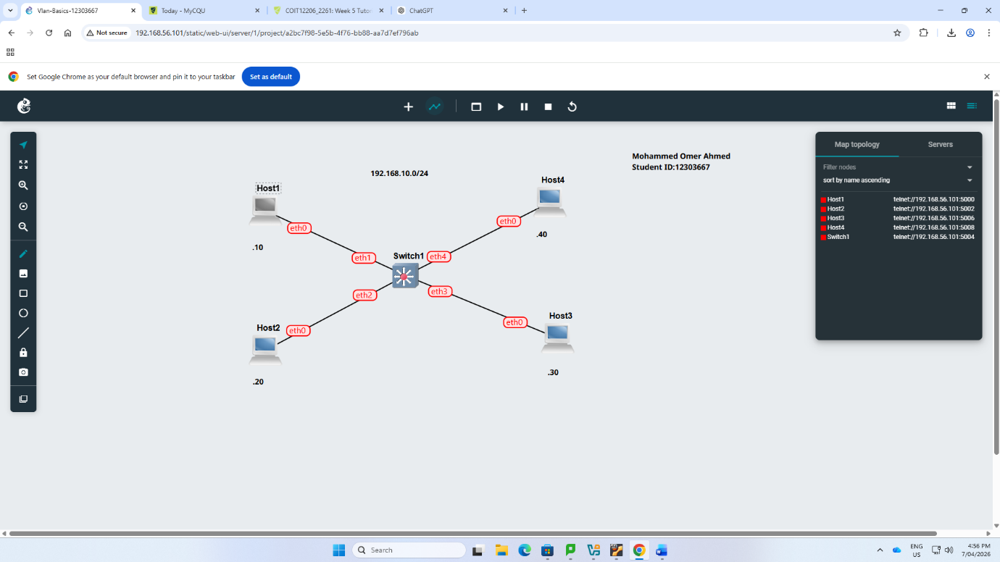 Vlan-Basics-12303667
Today - MyCQU
COIT12206_2261: Week 5 Tutor
ChatGPT
Not secure
192.168.56.101/static/web-ui/server/1/project/a2bc7f98-5e5b-4f76-bb88-aa7d7ef796ab
Set Google Chrome as your default browser and pin it to your taskbar
Set as default
Map topology
Servers
Filter nodes
sort by name ascending
Host1 telnet://192.168.56.101:5000
Host2 telnet://192.168.56.101:5002
Host3 telnet://192.168.56.101:5006
Host4 telnet://192.168.56.101:5008
Switch1 telnet://192.168.56.101:5004
Mohammed Omer Ahmed
Student ID:12303667
192.168.10.0/24
Host4
Host1
eth0
eth0
.40
.10
Switch1
eth4
eth1
eth3
eth2
Host3
eth0
Host2
eth0
.30
.20
Search
ENG
US
4:56 PM
7/04/2026